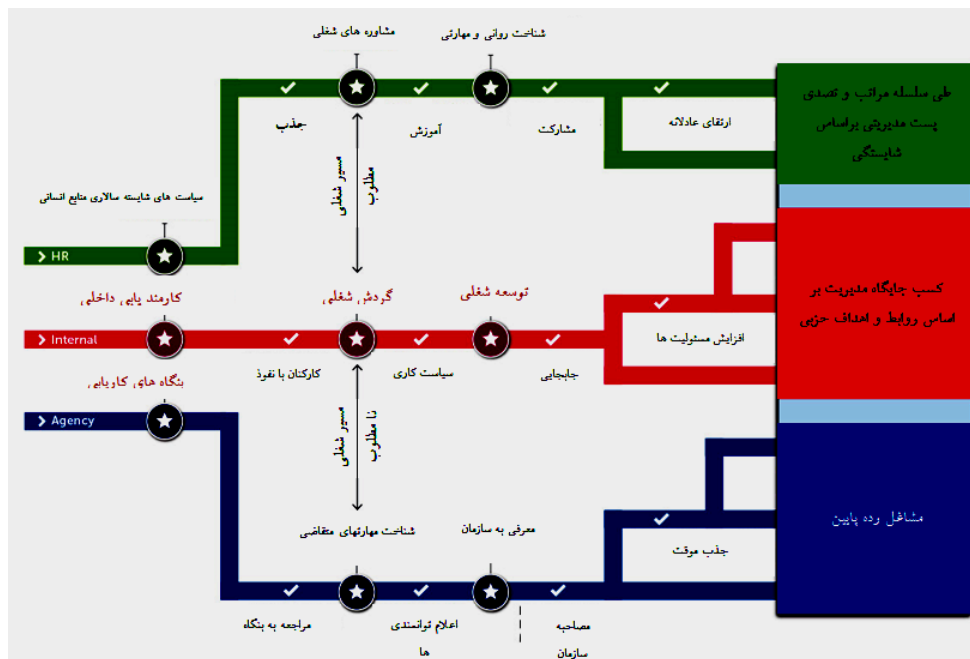 مشاوره های شغلی
شناخت روانی و مهارتی
جذب
آموزش
مشارکت
ارتقای عادلانه
طی سلسله مراتب و تصدی
پست مدیریتی براساس
شایستگی
سیاست های شایسته سالاری منابع انسانی
مسیر شغلی
مطلوب
HR
کارمند یابی داخلی
گردش شغلی
توسعه شغلی
کسب جایگاه مدیریت بر
اساس روابط و اهداف حزبی
Internal
افزایش مسئولیت ها
کارکنان با نفوذ
سیاست کاری
جابجایی
بنگاه های کاریابی
Agency
مسیر شغلی
نا مطلوب
شناخت مهارتهای متقاضی
معرفی به سازمان
جذب موقت
مشاغل رده پایین
مراجعه به بنگاه
اعلام توانمندی
ها
مصاحبه
سازمان